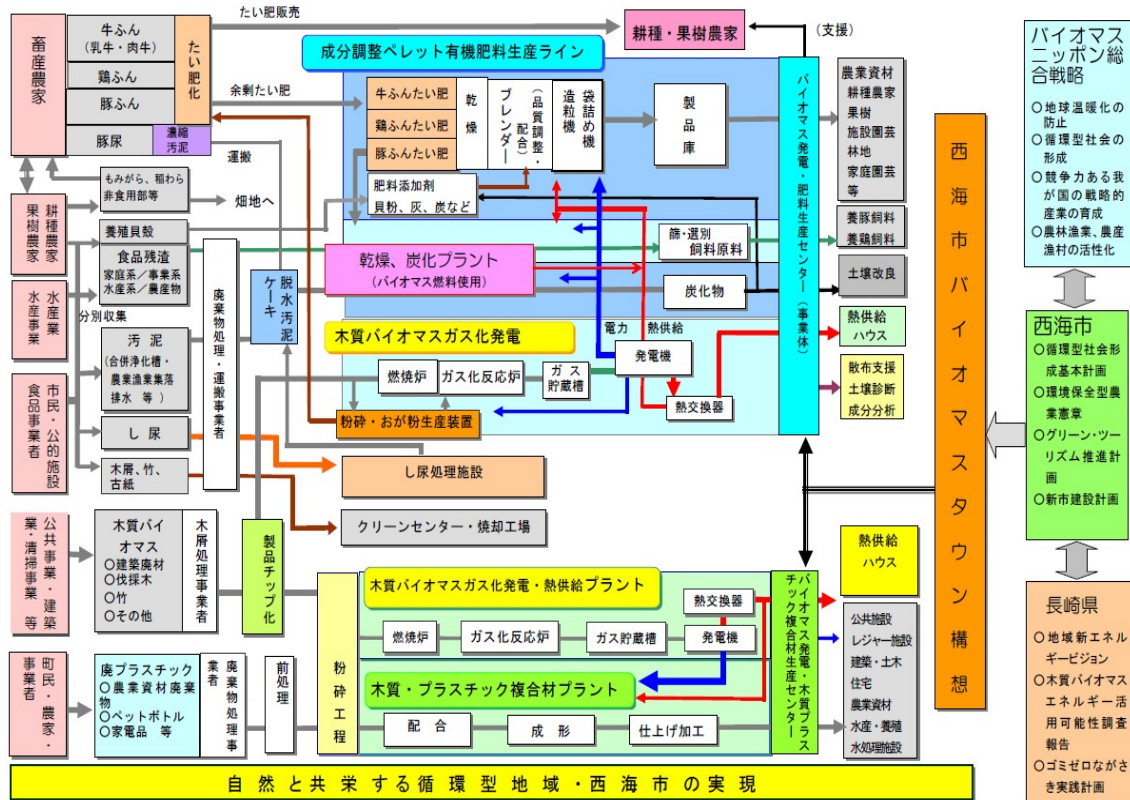 たい肥販売
畜産農家
牛ふん
(乳牛・肉牛)
鶏ふん
豚ふん
豚尿
濃縮
汚泥
たい肥化
余剰たい肥
運搬
もみがら、稲わら
非食用部等
畑地へ
耕種農家
果樹農家
養殖貝殻
食品残渣
家庭系/事業系
水産系/農産物
水産業
水産事業
分別収集
汚泥
(合併浄化槽・
農業漁業集落
排水 等 )
市民・公的施設
食品事業者
し尿
木屑、竹、
古紙
廃棄物処理・運搬事業者
脱水汚泥
ケーキ
公共事業・建築
業・清掃事業 等
木質バイ
オマス
○建築廃材
○伐採木
○竹
○その他
木屑処理事業者
製品チップ化
町民・農家・
事業者
廃プラスチック
○農業資材廃棄
物
○ペットボトル
○家電品 等
廃棄物処理事
業者
前処理
粉砕工程
耕種・果樹農家
(支援)
成分調整ペレット有機肥料生産ライン
牛ふんたい肥
鶏ふんたい肥
豚ふんたい肥
乾燥
ブレンダー
(品質調整・
配合)
造粒機
袋詰め機
製品庫
肥料添加剤
貝粉、灰、炭など
乾燥、炭化プラント
(バイオマス燃料使用)
篩・選別
飼料原料
炭化物
木質バイオマスガス化発電
電力
熱供給
燃焼炉
ガス化反応炉
ガス
貯蔵槽
発電機
熱交換器
粉砕・おが粉生産装置
し尿処理施設
クリーンセンター・焼却工場
バイオマス発電・肥料生産センター(事業体)
農業資材
耕種農家
果樹
施設園芸
林地
家庭園芸
等
養豚飼料
養鶏飼料
土壌改良
熱供給
ハウス
散布支援
土壌診断
成分分析
木質バイオマスガス化発電・熱供給プラント
熱交換器
燃焼炉
ガス化反応炉
ガス貯蔵槽
発電機
木質・プラスチック複合材プラント
配合
成形
仕上げ加工
バイオマス発電・木質プラス
チック複合材生産センター
熱供給
ハウス
公共施設
レジャー施設
建築・土木
住宅
農業資材
水産・養殖
水処理施設
西海市バイオマスタウン構想
バイオマス
ニッポン総
合戦略
○地球温暖化の
防止
○循環型社会の
形成
○競争力ある我
が国の戦略的
産業の育成
○農林漁業、農産
漁村の活性化
西海市
○循環型社会形
成基本計画
○環境保全型農
業憲章
○グリーン・ツー
リズム推進計
画
○新市建設計画
長崎県
○地域新エネル
ギービジョン
○木質バイオマス
エネルギー活
用可能性調査
報告
○ゴミゼロながさ
き実践計画
自然と共栄する循環型地域・西海市の実現